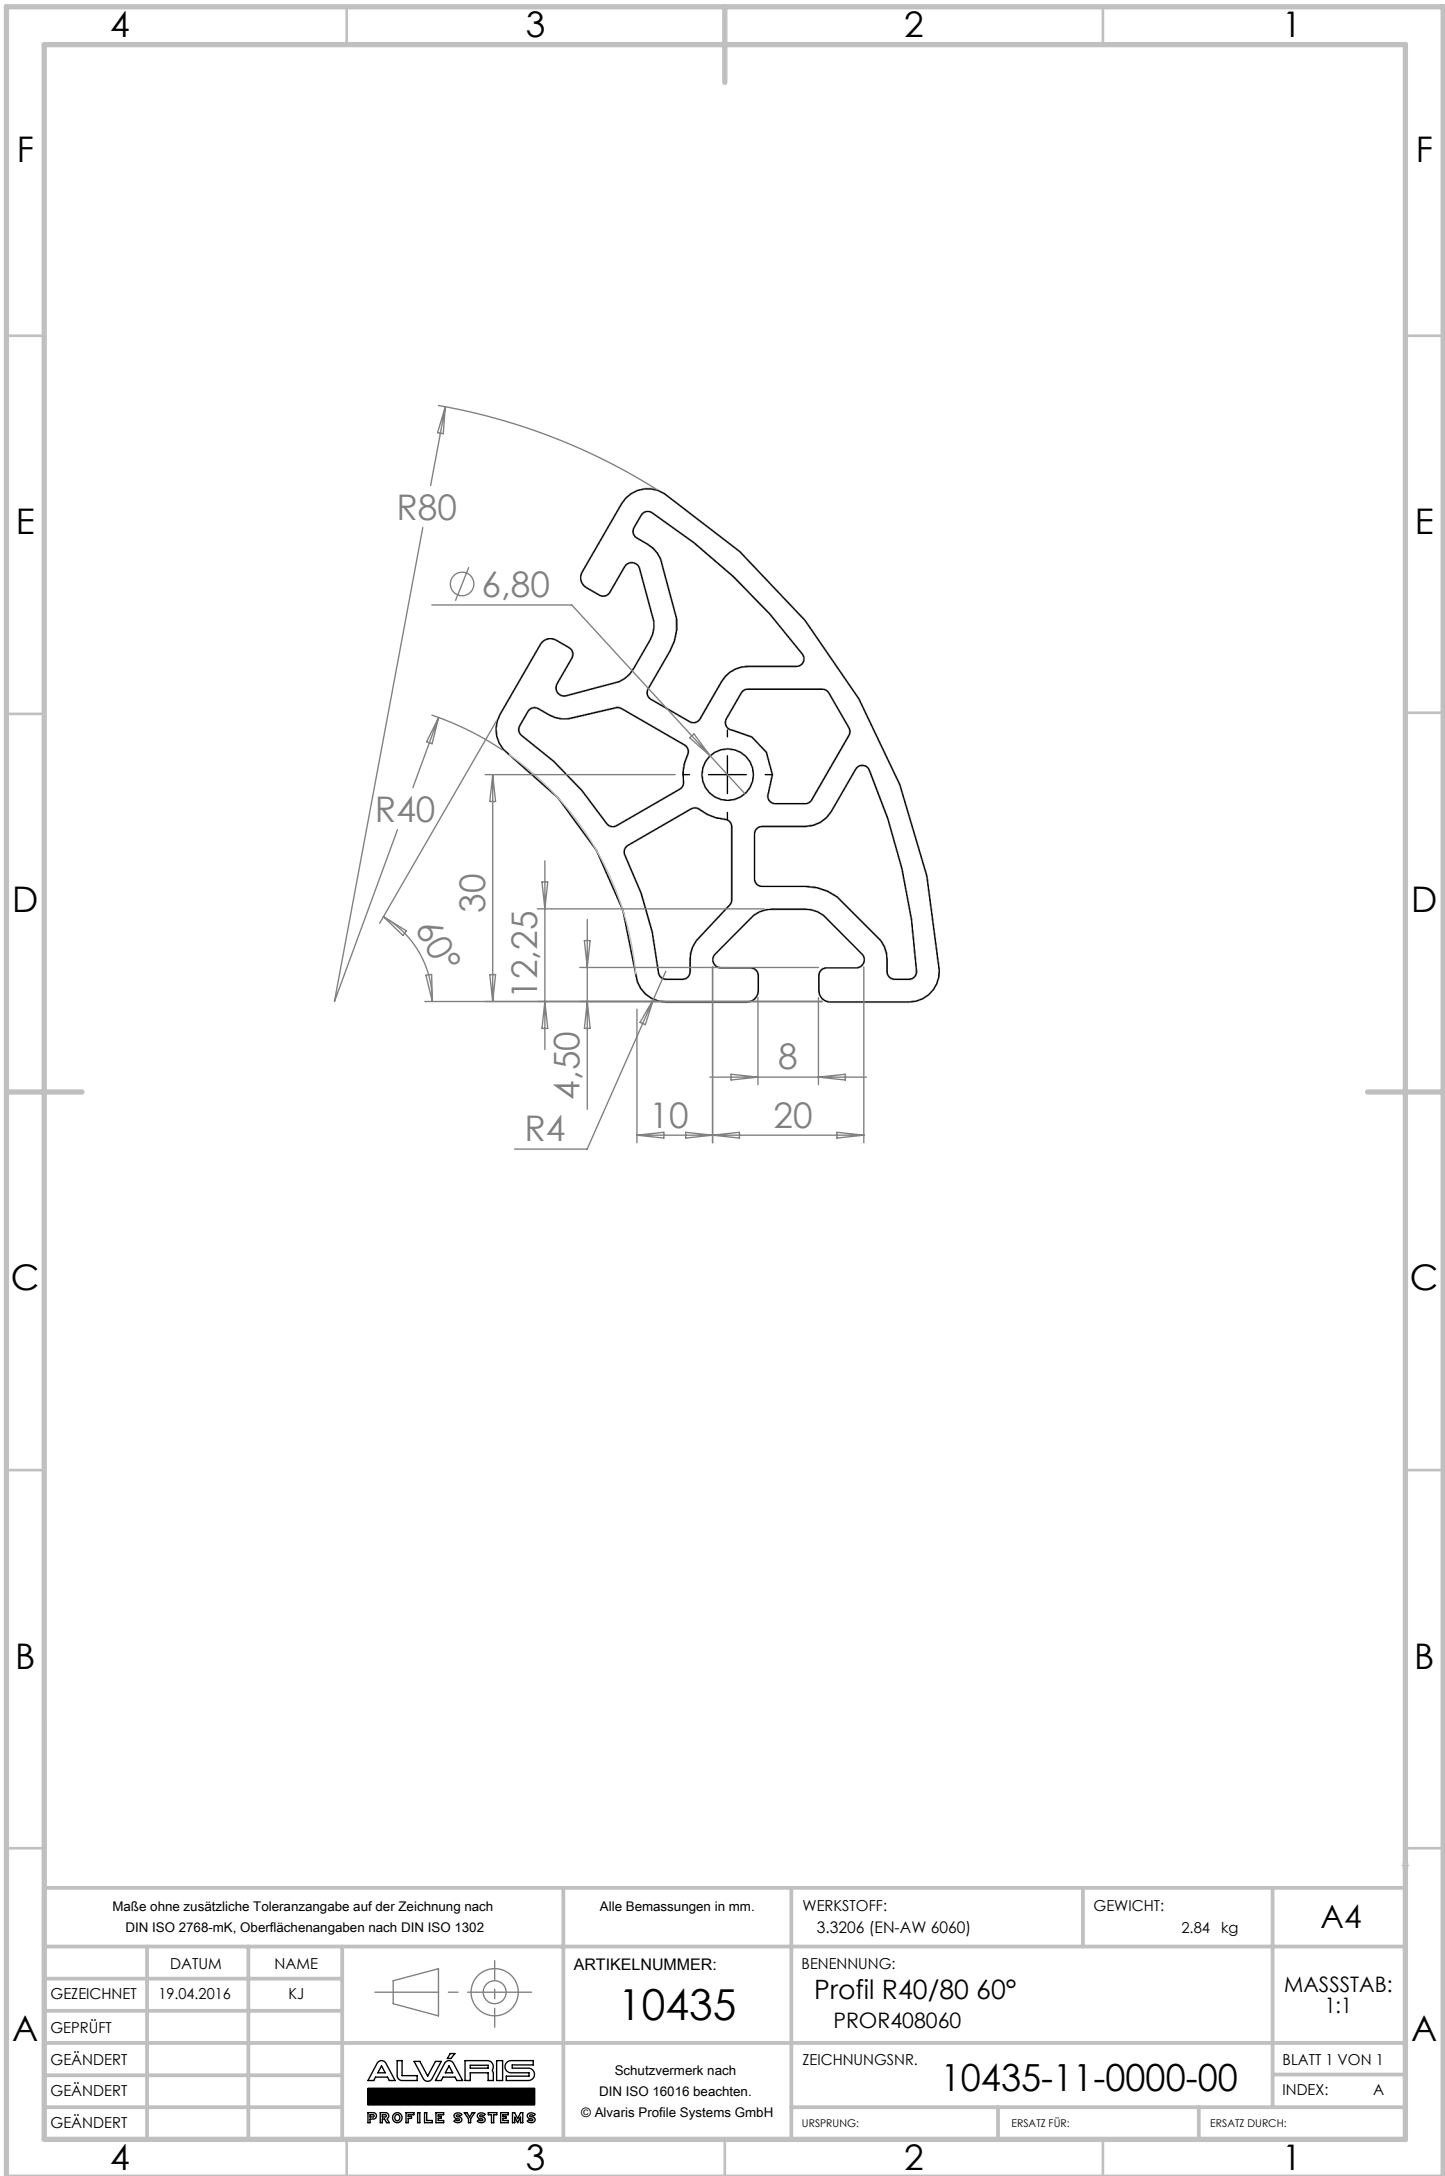 4 3 2 1
F F
E E
D D
C C
B B
A A
R80
Ø 6,80
R40
30
60°
12,25
4,50
8
R4
10
20
Maße ohne zusätzliche Toleranzangabe auf der Zeichnung nach
DIN ISO 2768-mK, Oberflächenangaben nach DIN ISO 1302
Alle Bemassungen in mm.
WERKSTOFF:
3.3206 (EN-AW 6060)
GEWICHT:
2.84 kg
A4
DATUM NAME
GEZEICHNET 19.04.2016 KJ
GEPRÜFT
GEÄNDERT
GEÄNDERT
GEÄNDERT
ALVÁRIS
PROFILE SYSTEMS
ARTIKELNUMMER:
10435
Schutzvermerk nach
DIN ISO 16016 beachten.
© Alvaris Profile Systems GmbH
BENENNUNG:
Profil R40/80 60°
PROR408060
MASSSTAB:
1:1
ZEICHNUNGSNR. 10435-11-0000-00
BLATT 1 VON 1
INDEX: A
URSPRUNG: ERSATZ FÜR: ERSATZ DURCH:
4 3 2 1